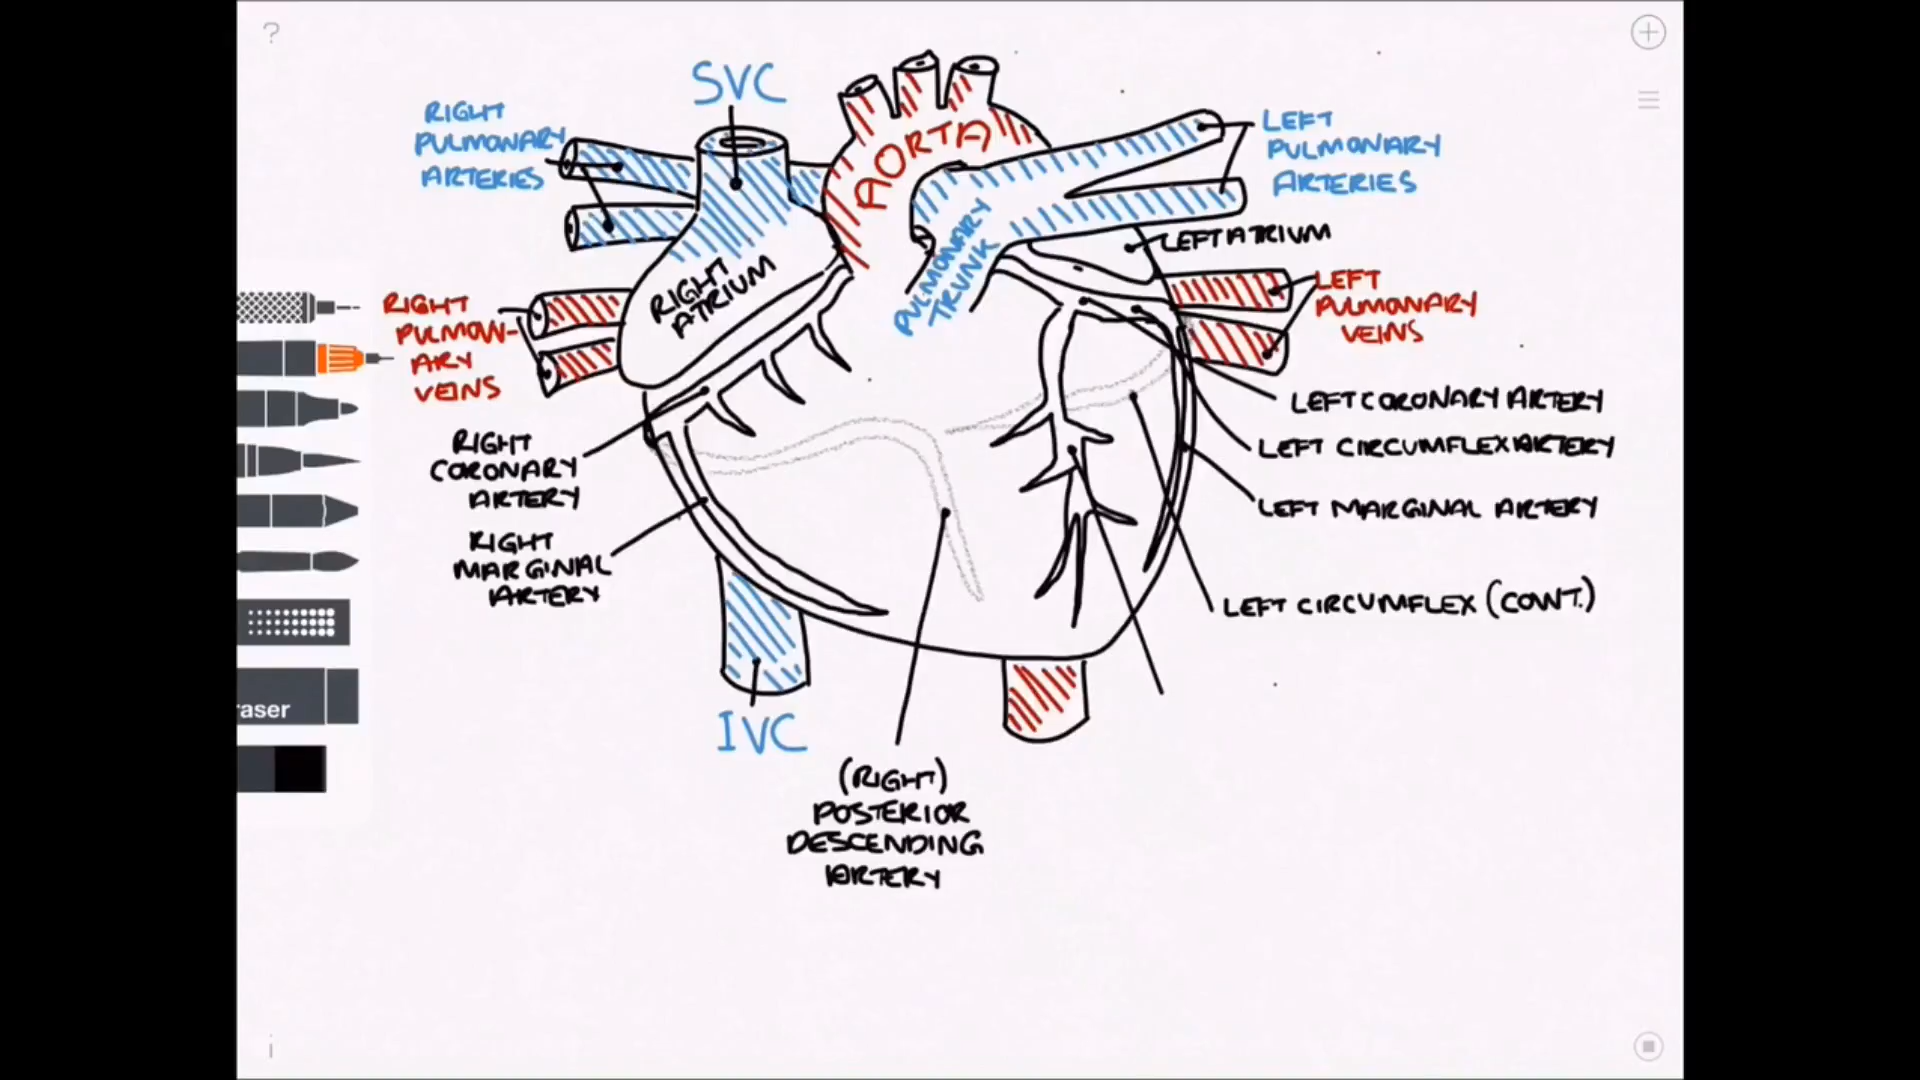 ?
SVC
RIGHT
PULMONARY
ARTERIES
AORTA
LEFT
PULMONARY
ARTERIES
PULMONARY
TRUNK
LEFT ATRIUM
RIGHT
ATRIUM
RIGHT
PULMON-
ARY
VEINS
LEFT
PULMONARY
VEINS
LEFT CORONARY ARTERY
LEFT CIRCUMFLEX ARTERY
RIGHT
CORONARY
ARTERY
LEFT MARGINAL ARTERY
RIGHT
MARGINAL
ARTERY
LEFT CIRCUMFLEX (CONT.)
raser
IVC
(RIGHT)
POSTERIOR
DESCENDING
ARTERY
i